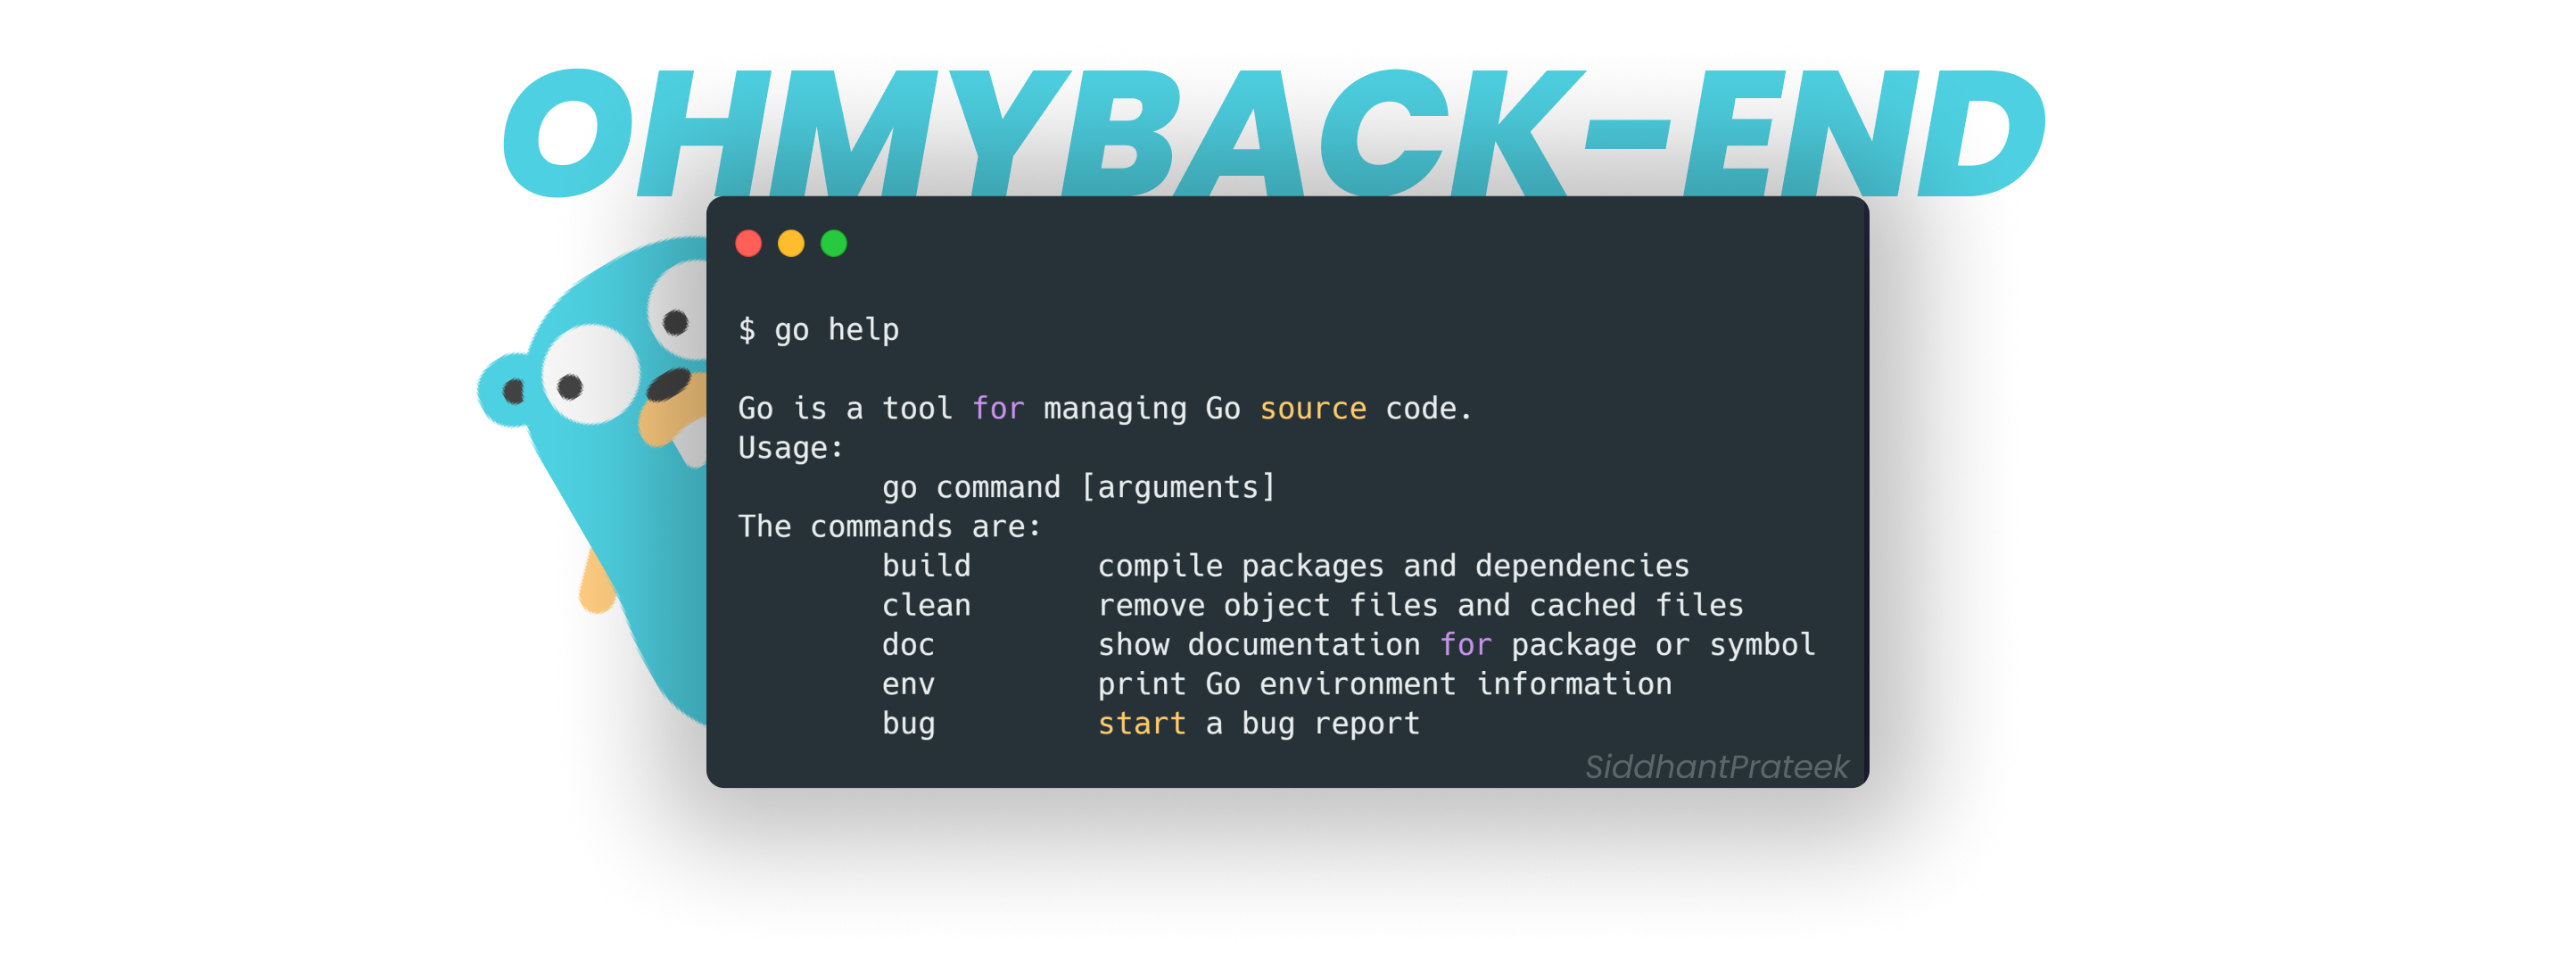 OHMYBACK-END
$ go help
Go is a tool for managing Go source code.
Usage:
go command [arguments]
The commands are:
build compile packages and dependencies
clean remove object files and cached files
doc show documentation for package or symbol
env print Go environment information
bug start a bug report
SiddhantPrateek